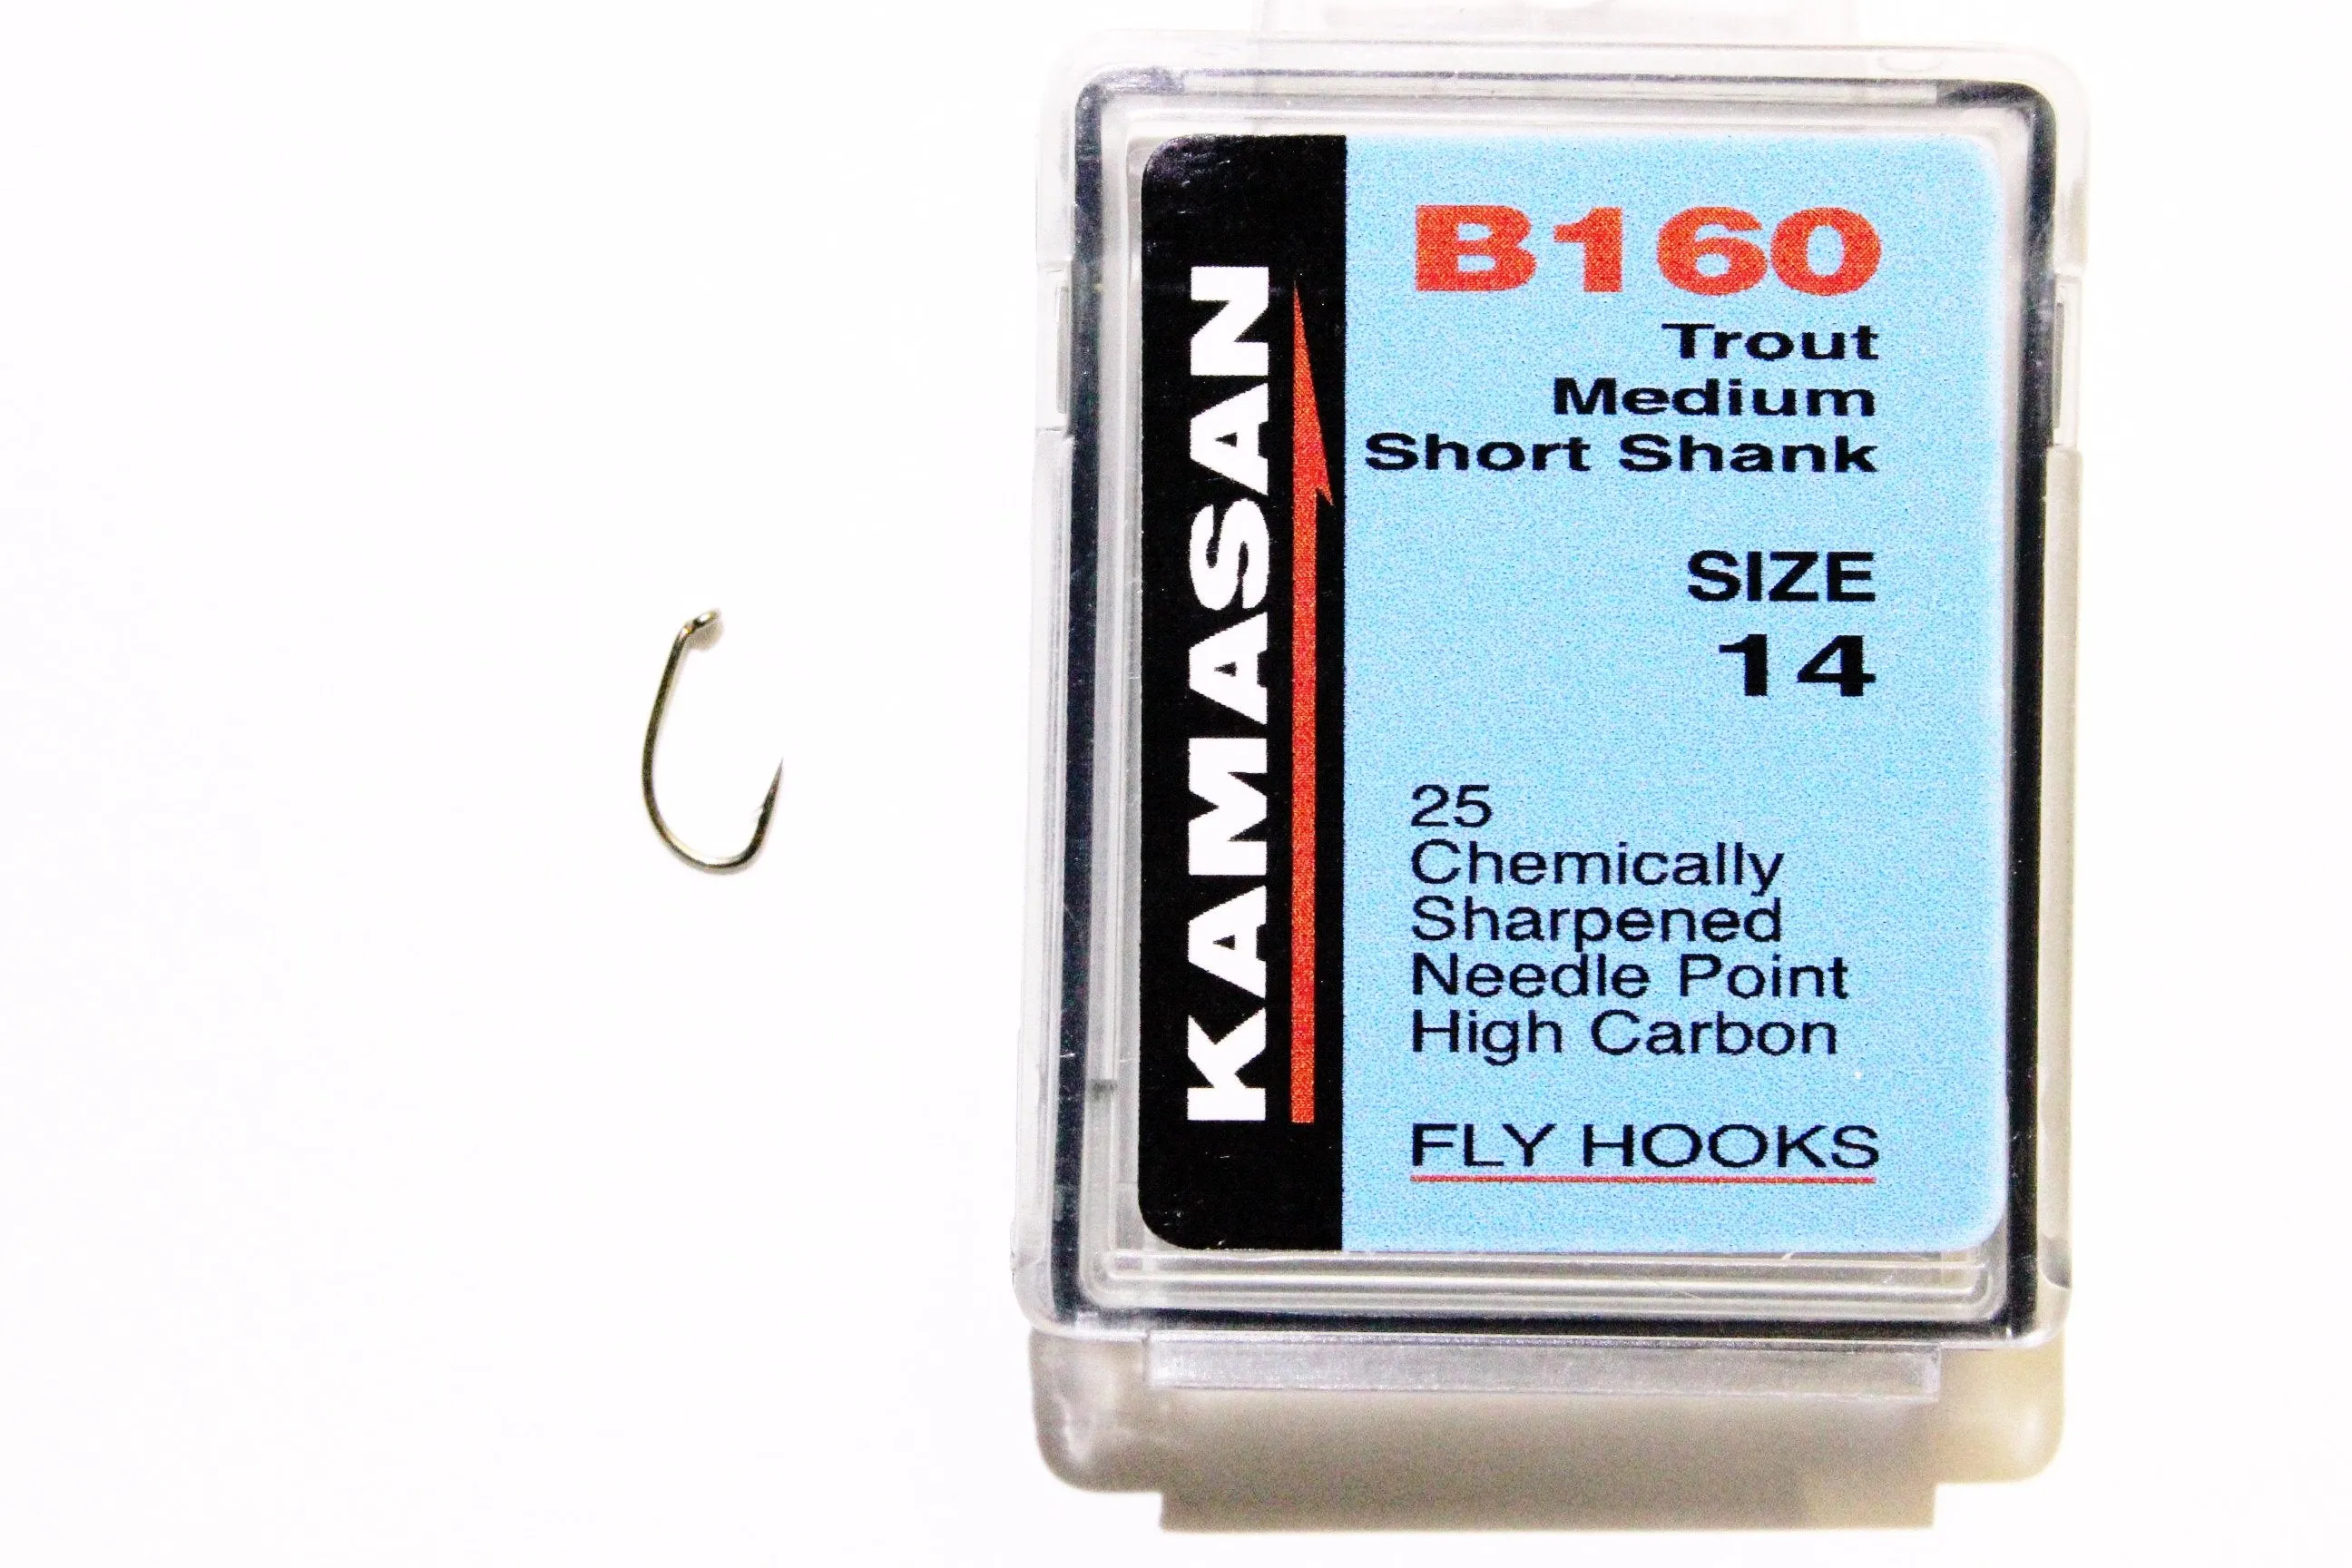 KAMASAN
B160
Trout
Medium
Short Shank
SIZE
14
25
Chemically
Sharpened
Needle Point
High Carbon
FLY HOOKS